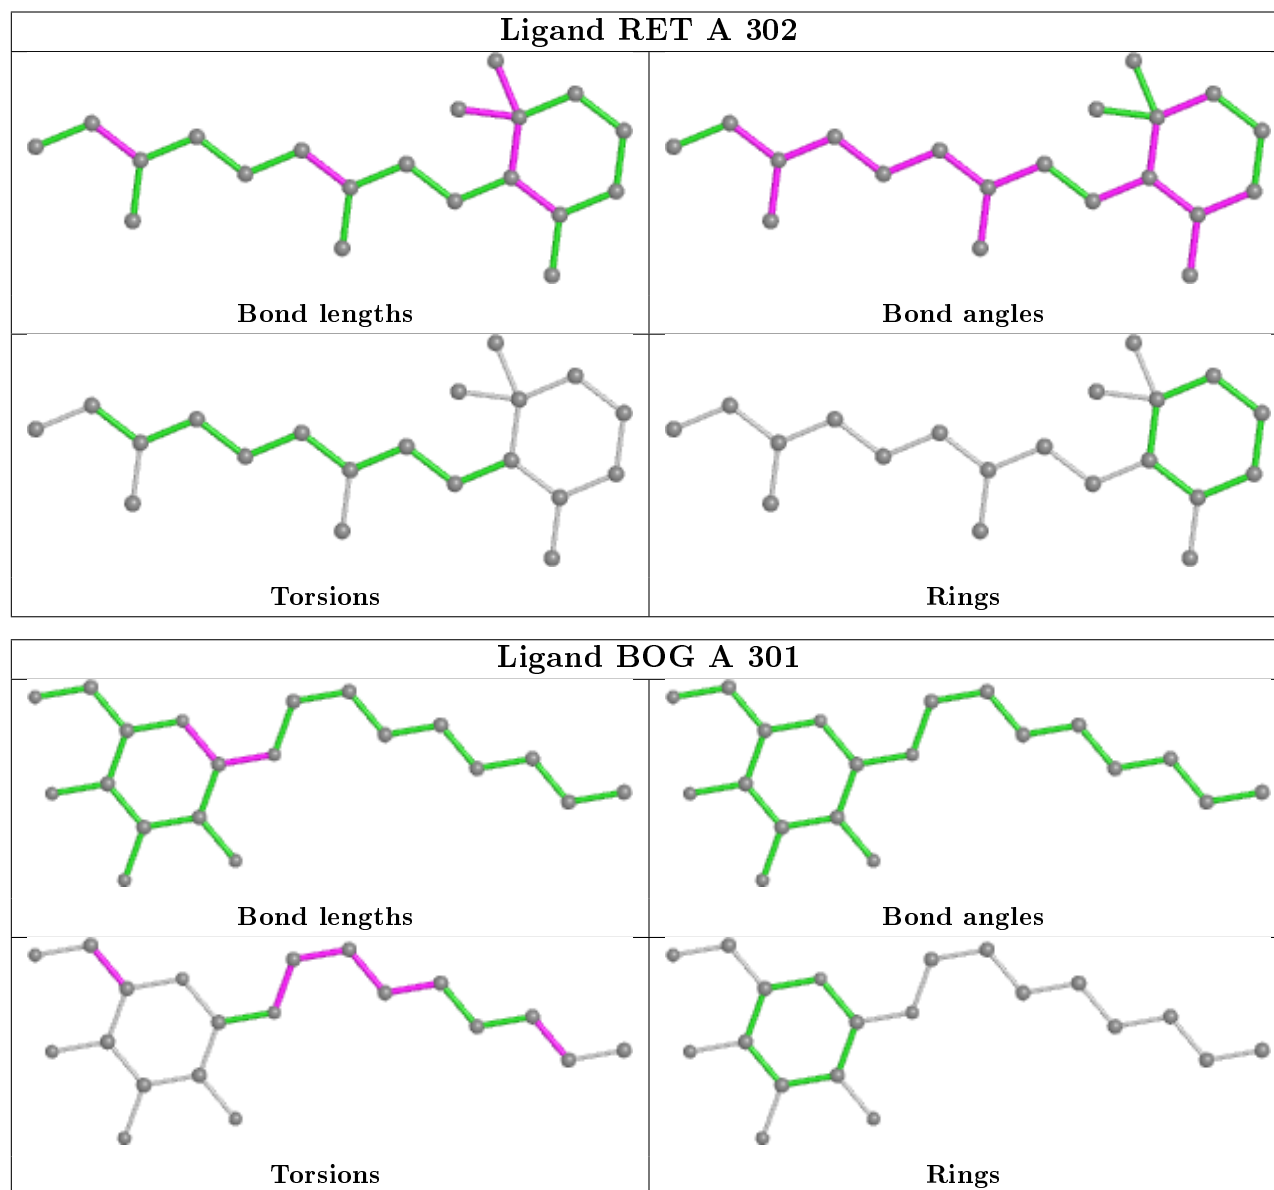 Ligand RET A 302
Bond lengths
Bond angles
Torsions
Rings
Ligand BOG A 301
Bond lengths
Bond angles
Torsions
Rings